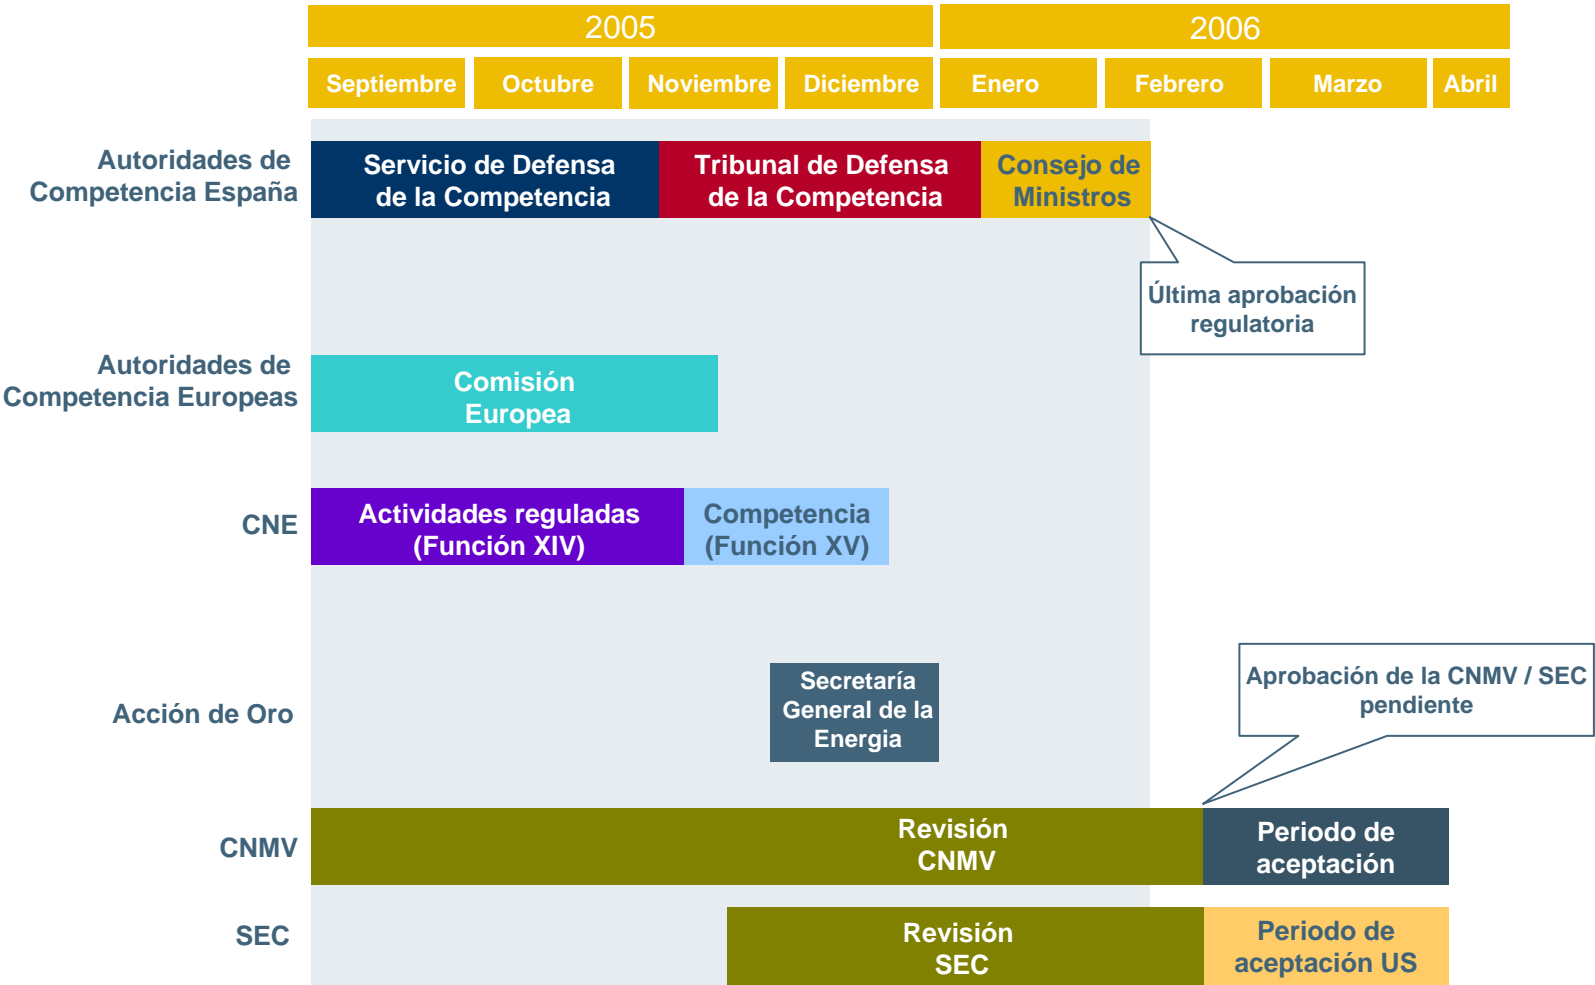 2005
2006
Septiembre
Octubre
Noviembre
Diciembre
Enero
Febrero
Marzo
Abril
Autoridades de
Competencia España
Servicio de Defensa
de la Competencia
Tribunal de Defensa
de la Competencia
Consejo de
Ministros
Última aprobación
regulatoria
Autoridades de
Competencia Europeas
Comisión
Europea
CNE
Actividades reguladas
(Función XIV)
Competencia
(Función XV)
Acción de Oro
Secretaría
General de la
Energia
Aprobación de la CNMV / SEC
pendiente
CNMV
Revisión
CNMV
Periodo de
aceptación
SEC
Revisión
SEC
Periodo de
aceptación US